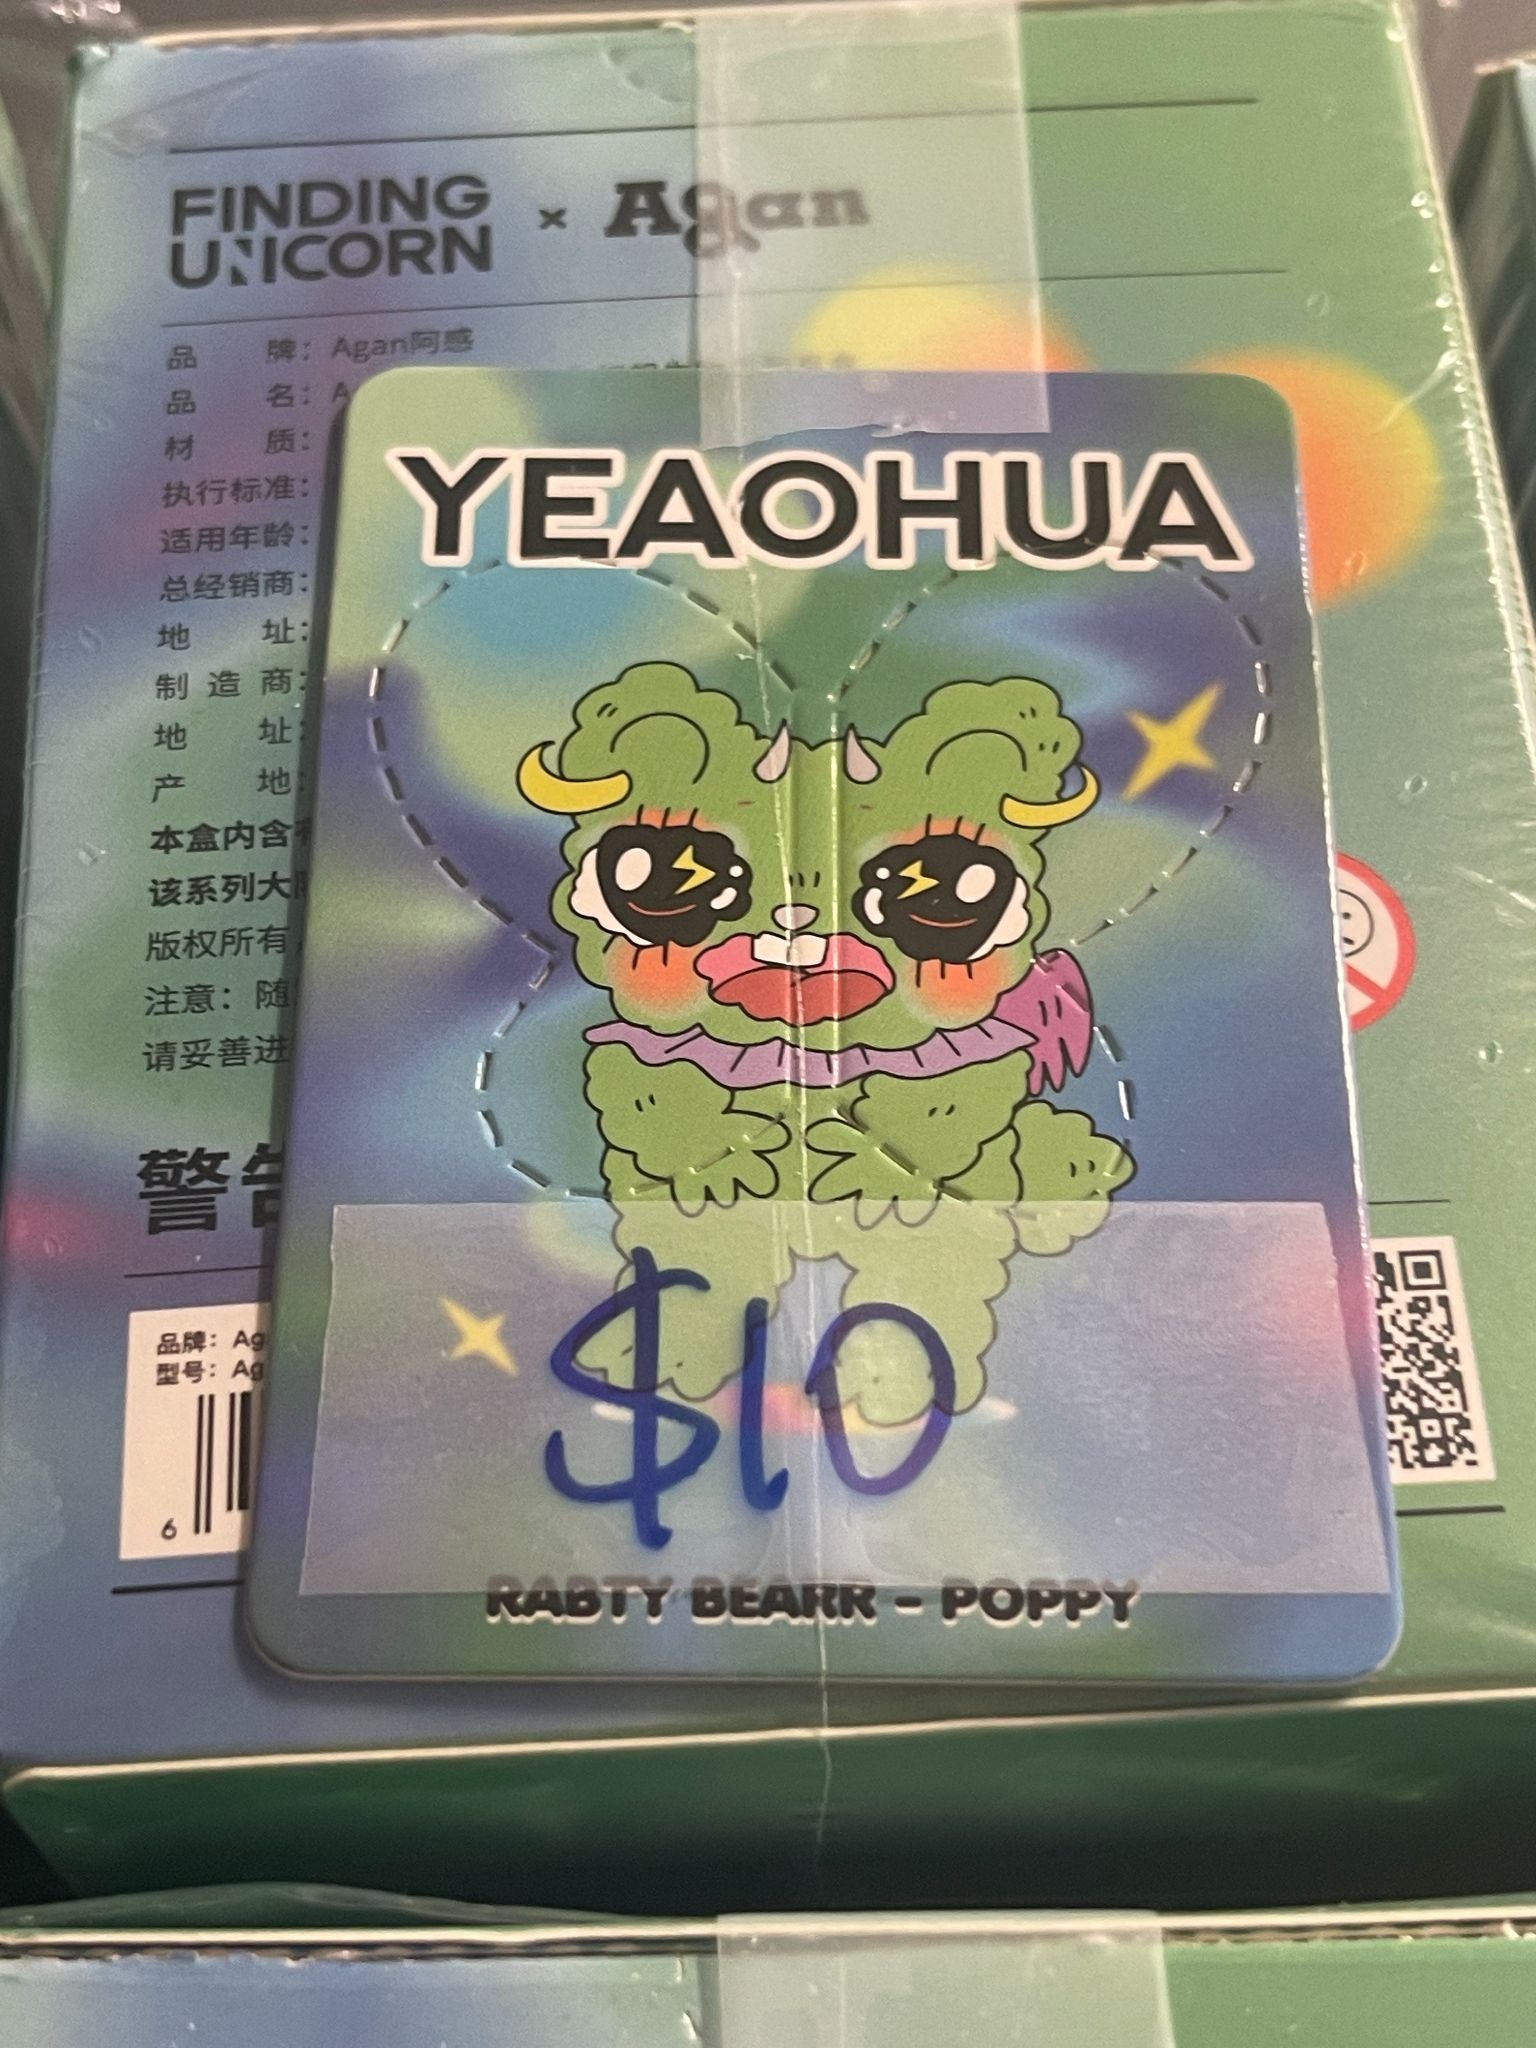 FINDING
UNICORN × Agan
品 牌: Agan阿感
品 名: A
材 质:
执行标准:
适用年龄:
总经销商:
地 址:
制 造 商:
地 址:
产 地:
本盒内含
该系列大
版权所有
注意: 随
请妥善进
警告
品牌: Ag
型号: Ag
6
YEAOHUA
$10
RABTY BEARR - POPPY